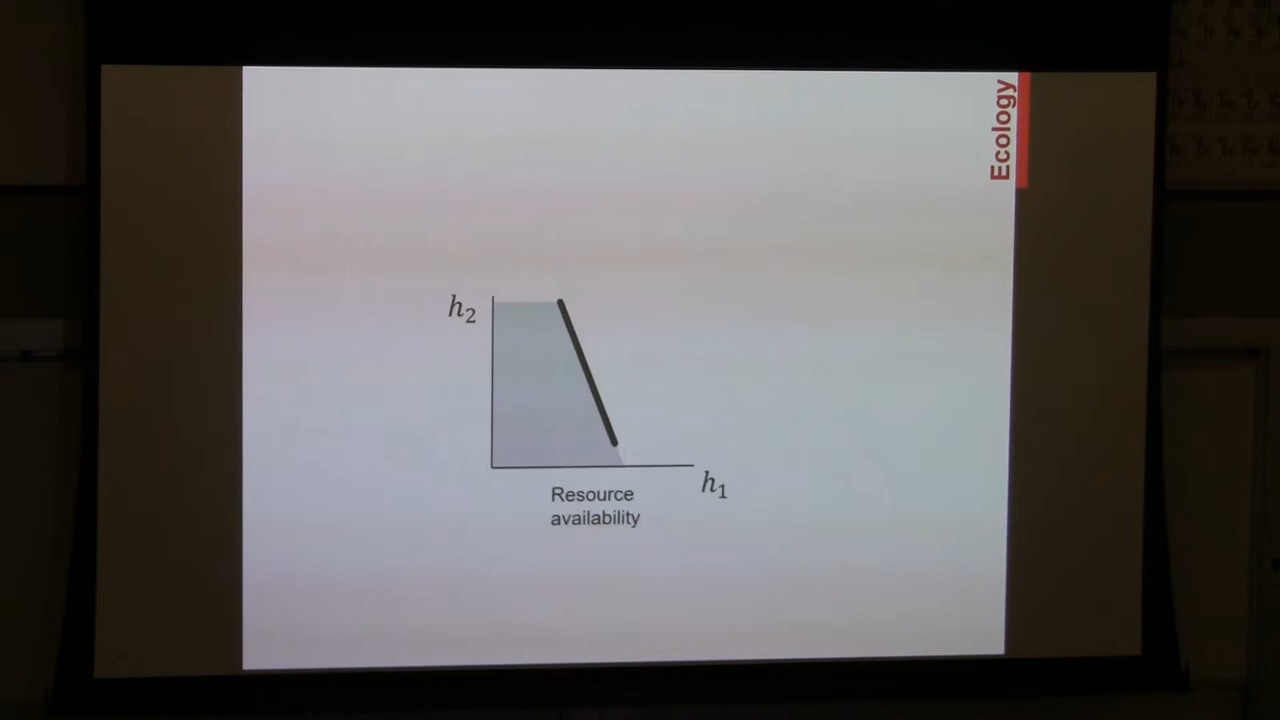 Ecology
h₂
h₁
Resource
availability